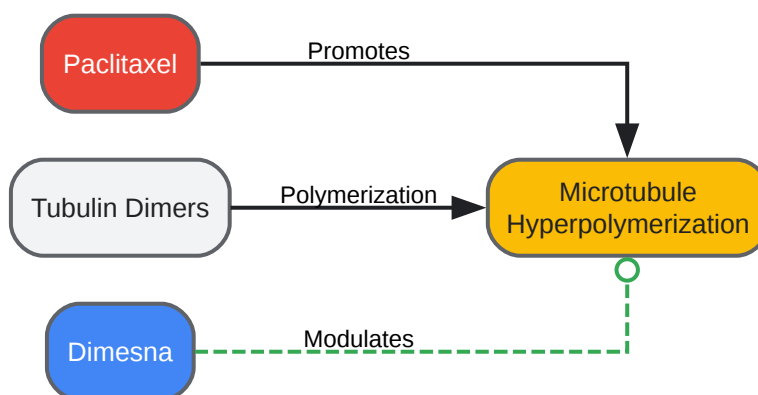 Paclitaxel
Promotes
Tubulin Dimers
Polymerization
Microtubule
Hyperpolymerization
Dimesna
Modulates